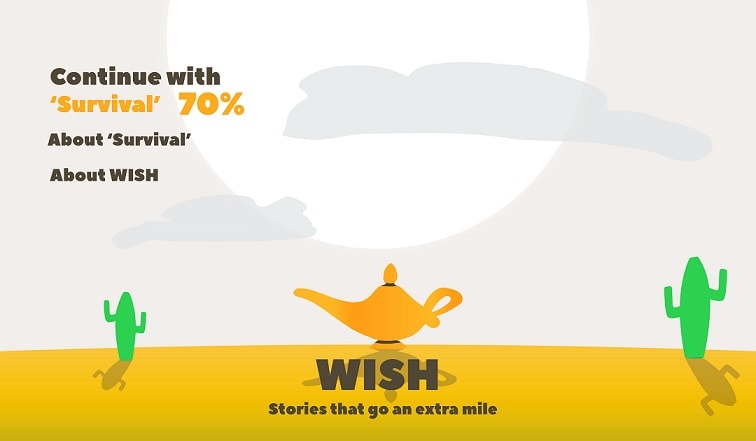 Continue with
‘Survival’ 70%
About ‘Survival’
About WISH
WISH
Stories that go an extra mile